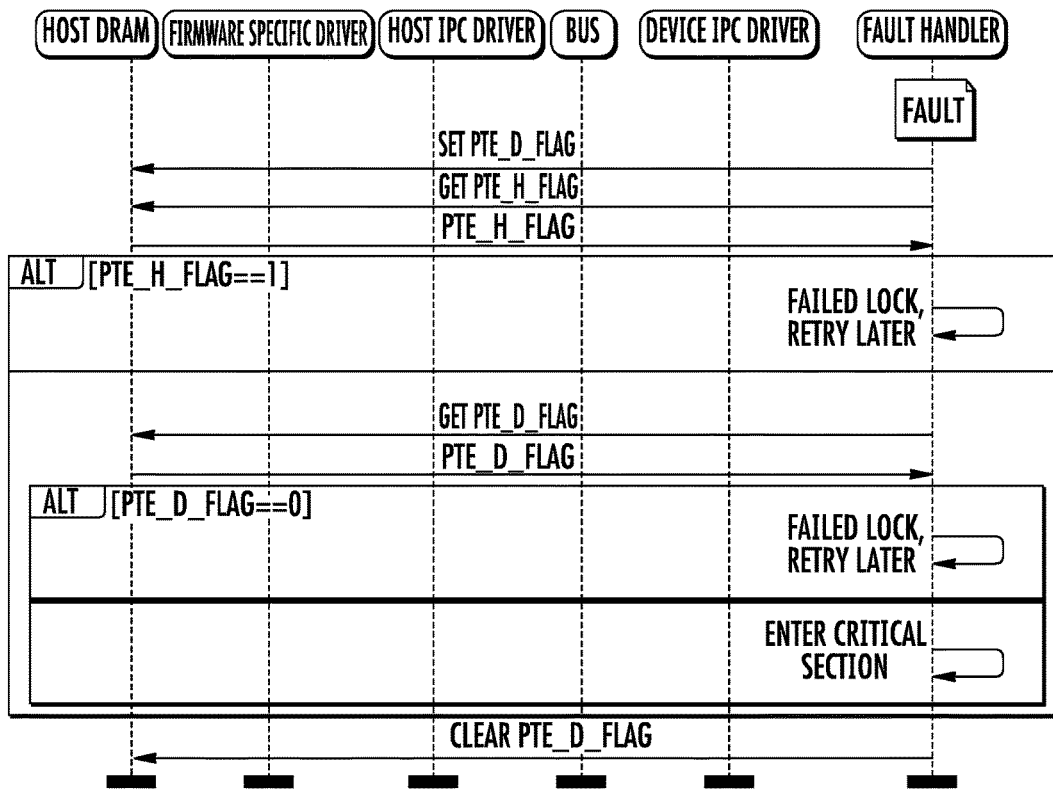 HOST DRAM
FIRMWARE SPECIFIC DRIVER
HOST IPC DRIVER
BUS
DEVICE IPC DRIVER
FAULT HANDLER
FAULT
SET PTE_D_FLAG
GET PTE_H_FLAG
PTE_H_FLAG
ALT [PTE_H_FLAG==1]
FAILED LOCK,
RETRY LATER
GET PTE_D_FLAG
PTE_D_FLAG
ALT [PTE_D_FLAG==0]
FAILED LOCK,
RETRY LATER
ENTER CRITICAL
SECTION
CLEAR PTE_D_FLAG